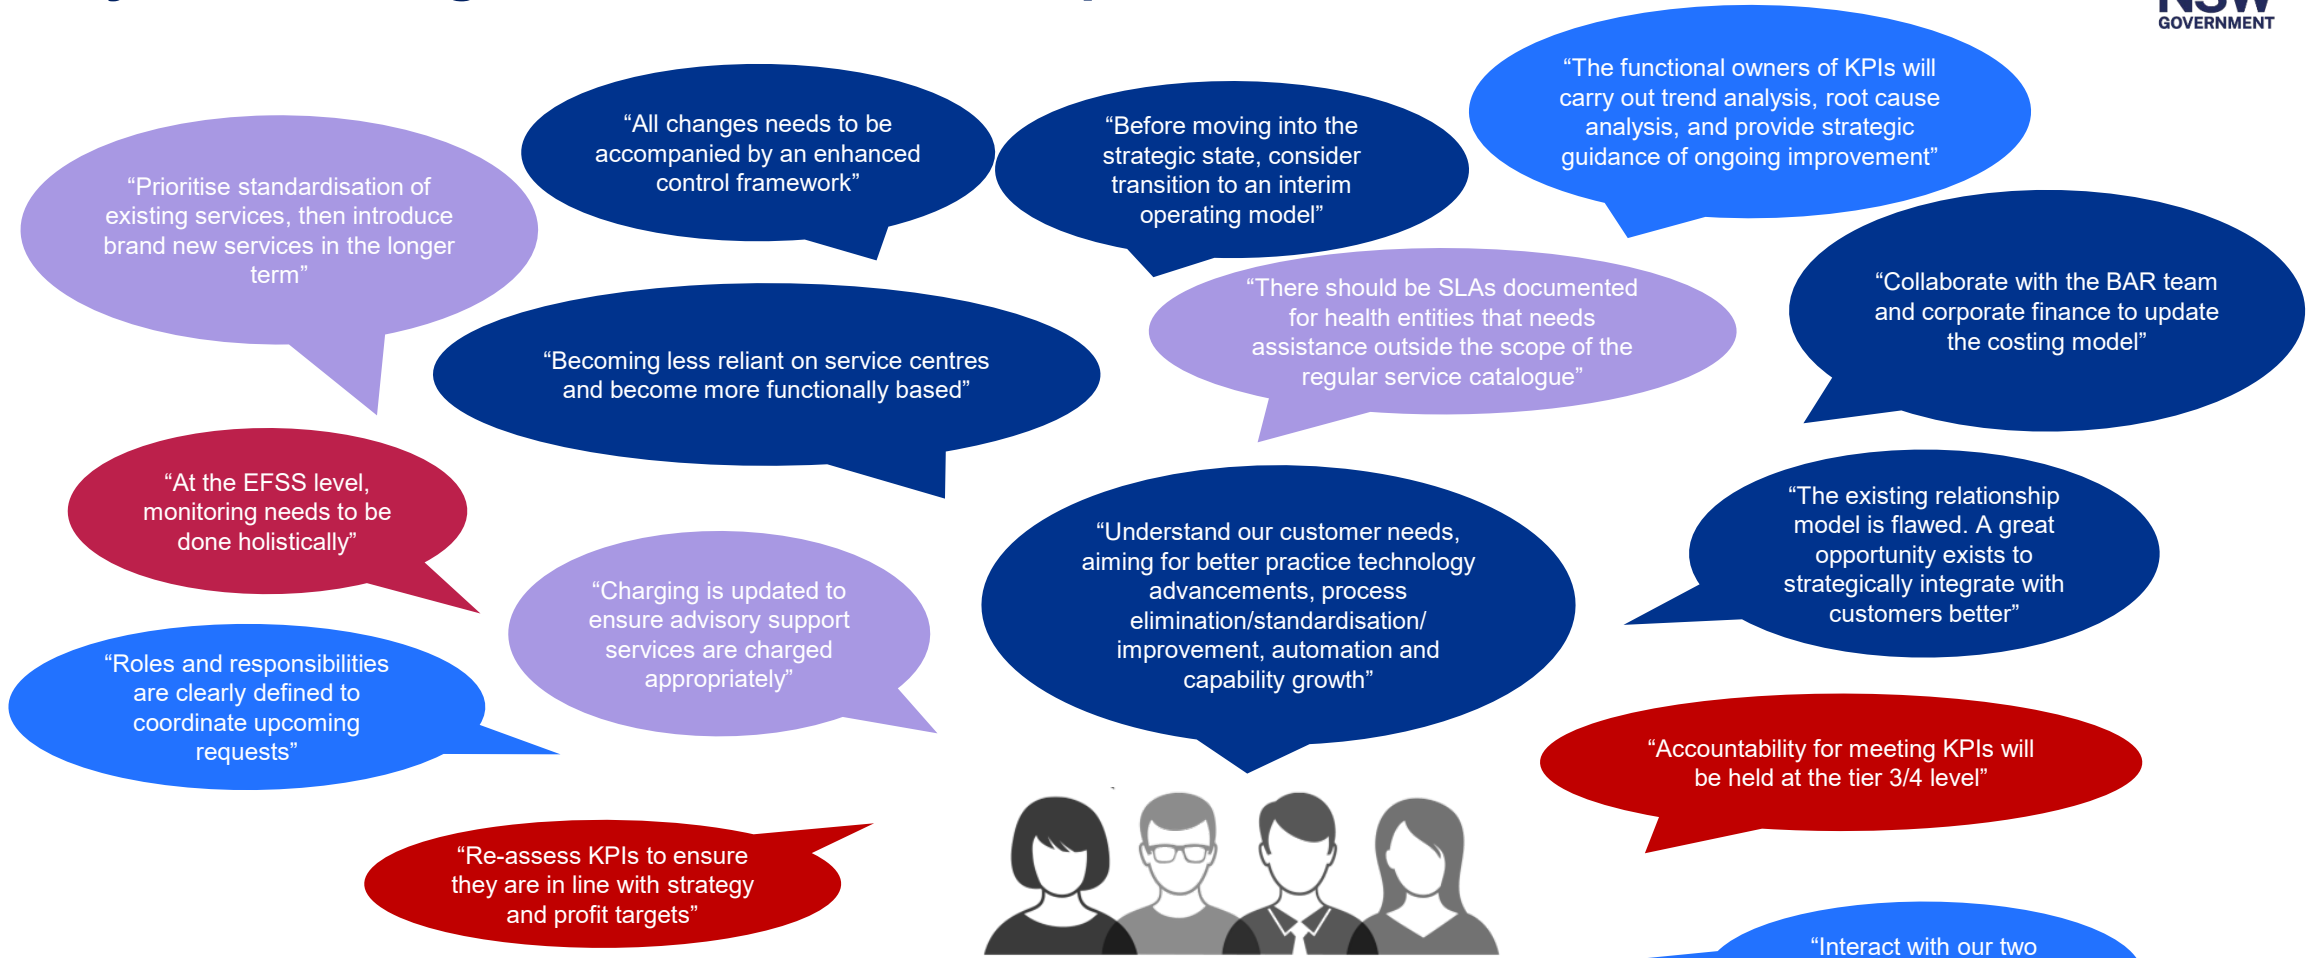 NSW
GOVERNMENT
“The functional owners of KPIs will
carry out trend analysis, root cause
analysis, and provide strategic
guidance of ongoing improvement”
“All changes needs to be
accompanied by an enhanced
control framework”
“Before moving into the
strategic state, consider
transition to an interim
operating model”
“Prioritise standardisation of
existing services, then introduce
brand new services in the longer
term”
“There should be SLAs documented
for health entities that needs
assistance outside the scope of the
regular service catalogue”
“Collaborate with the BAR team
and corporate finance to update
the costing model”
“Becoming less reliant on service centres
and become more functionally based”
“At the EFSS level,
monitoring needs to be
done holistically”
“Understand our customer needs,
aiming for better practice technology
advancements, process
elimination/standardisation/
improvement, automation and
capability growth”
“The existing relationship
model is flawed. A great
opportunity exists to
strategically integrate with
customers better”
“Charging is updated to
ensure advisory support
services are charged
appropriately”
“Roles and responsibilities
are clearly defined to
coordinate upcoming
requests”
“Accountability for meeting KPIs will
be held at the tier 3/4 level”
“Re-assess KPIs to ensure
they are in line with strategy
and profit targets”
“Interact with our two